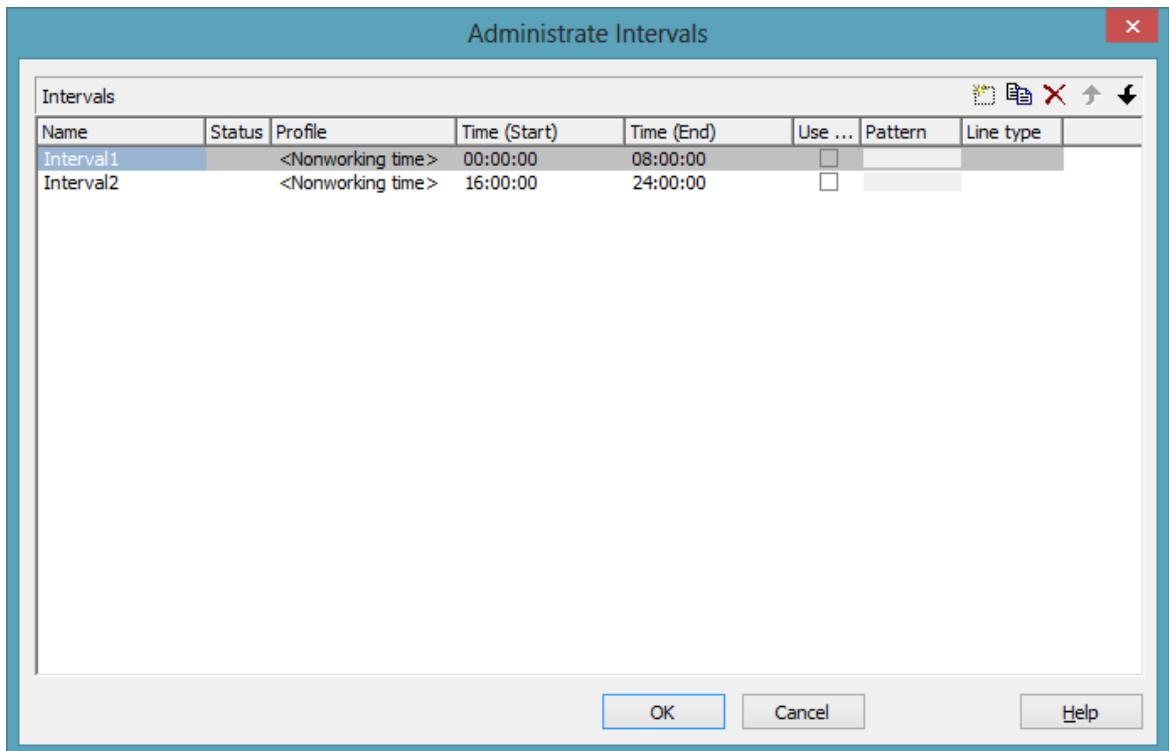 Administrate Intervals
Intervals
Name Status Profile Time (Start) Time (End) Use ... Pattern Line type
Interval1 <Nonworking time> 00:00:00 08:00:00
Interval2 <Nonworking time> 16:00:00 24:00:00
OK Cancel Help